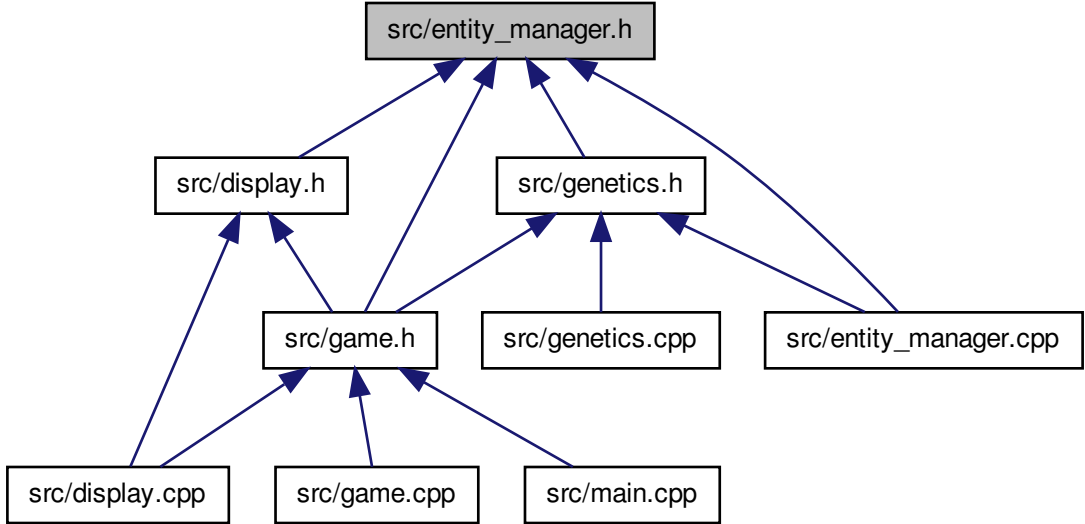 src/entity_manager.h
src/display.h
src/genetics.h
src/game.h
src/genetics.cpp
src/entity_manager.cpp
src/display.cpp
src/game.cpp
src/main.cpp